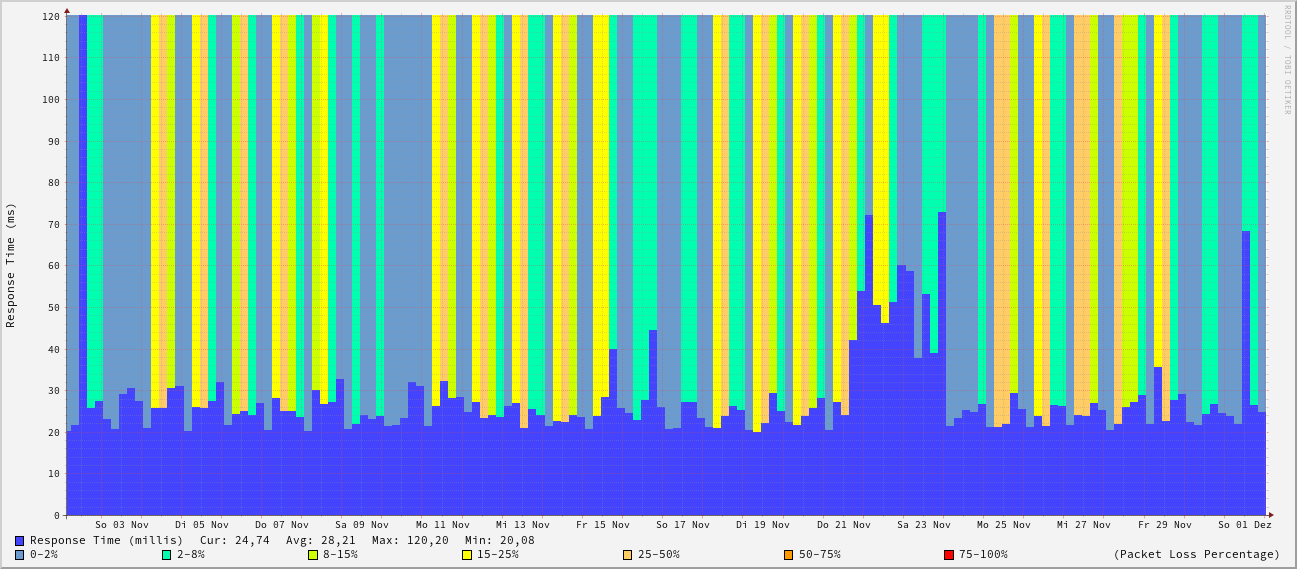 RRDTOOL / TOBI OETIKER
Response Time (ms)
120
110
100
90
80
70
60
50
40
30
20
10
0
So 03 Nov Di 05 Nov Do 07 Nov Sa 09 Nov Mo 11 Nov Mi 13 Nov Fr 15 Nov So 17 Nov Di 19 Nov Do 21 Nov Sa 23 Nov Mo 25 Nov Mi 27 Nov Fr 29 Nov So 01 Dez
Response Time (millis) Cur: 24,74 Avg: 28,21 Max: 120,20 Min: 20,08
0-2% 2-8% 8-15% 15-25% 25-50% 50-75% 75-100% (Packet Loss Percentage)